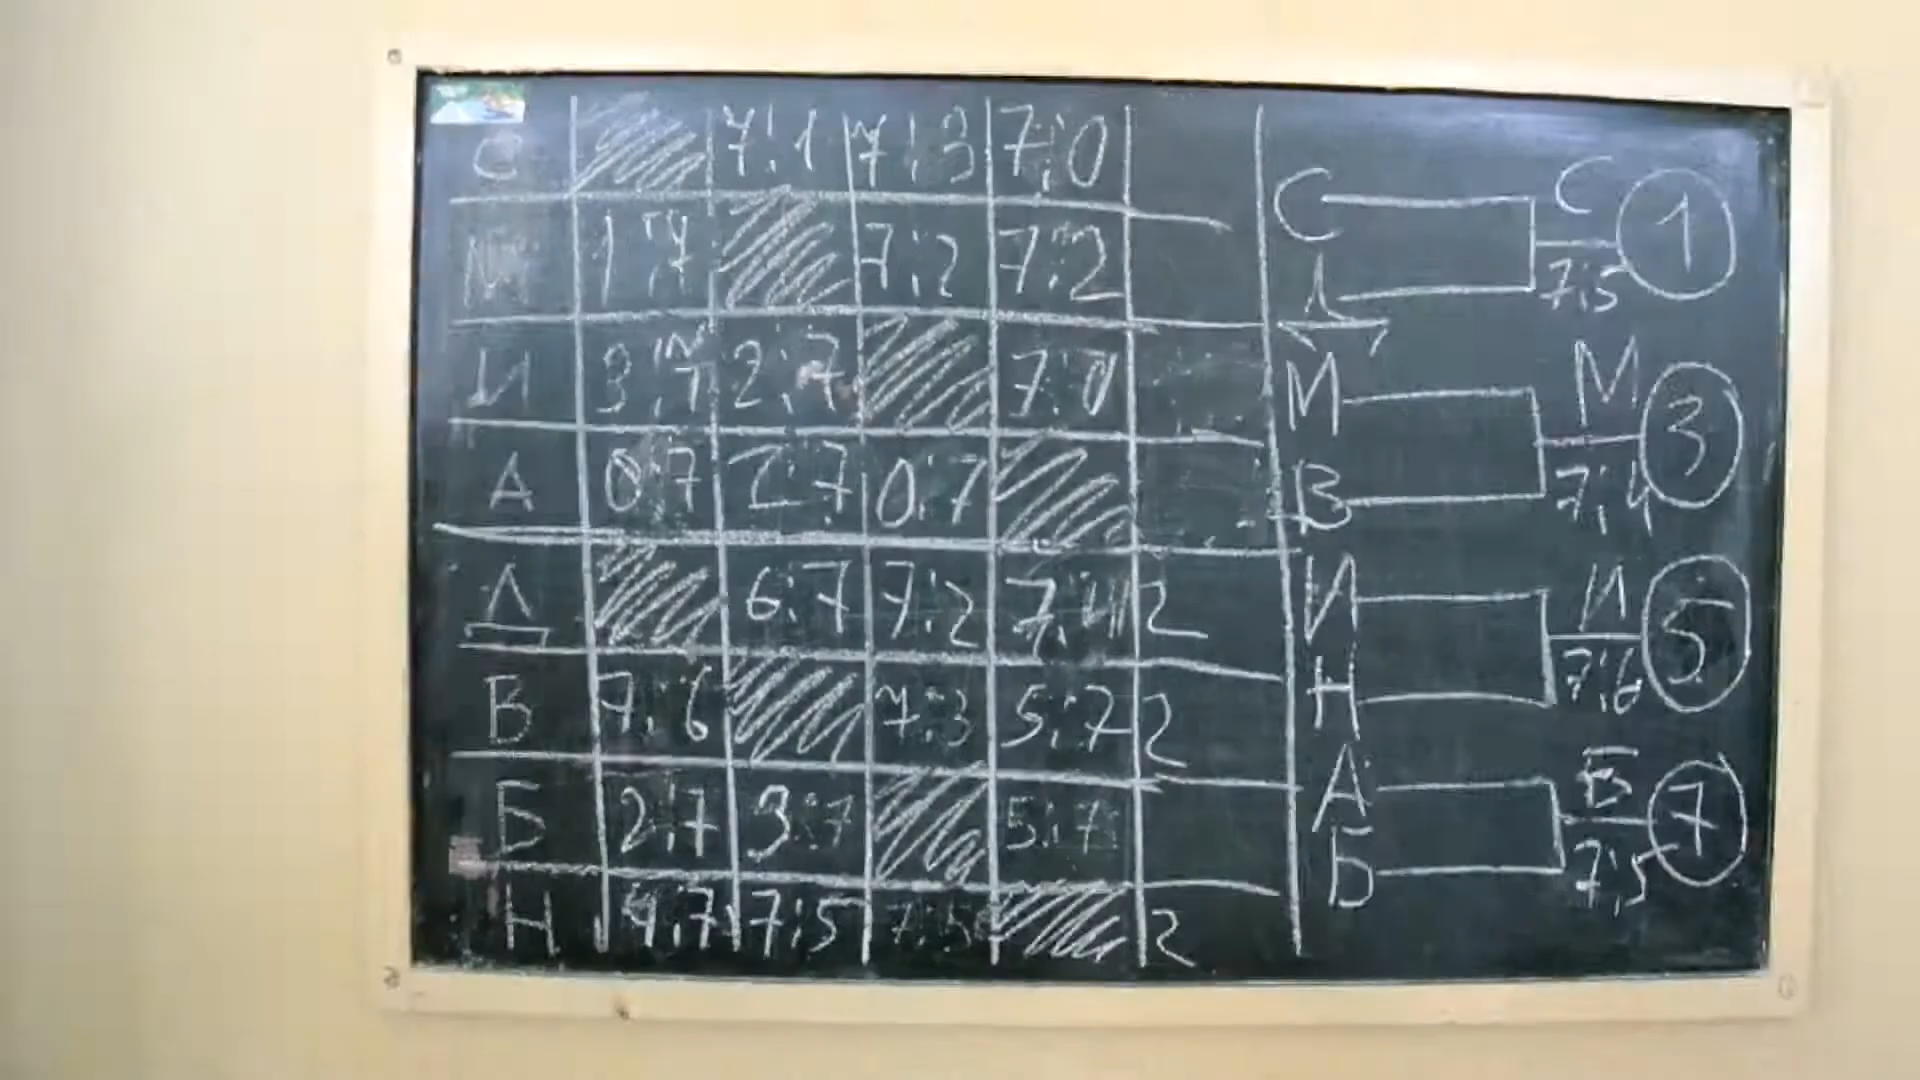 С 7:1 7:3 7:0
М 1:7 7:2 7:2
И 3:7 2:7 7:0
А 0:7 2:7 0:7
Д 6:7 7:2 7:4 2
В 7:6 7:3 5:7 2
Б 2:7 3:7 5:7
Н 4:7 7:5 7:5 2
С С 1
Д 7:5
М М 3
В 7:4
И И 5
Н 7:6
А Б 7
Б 7:5